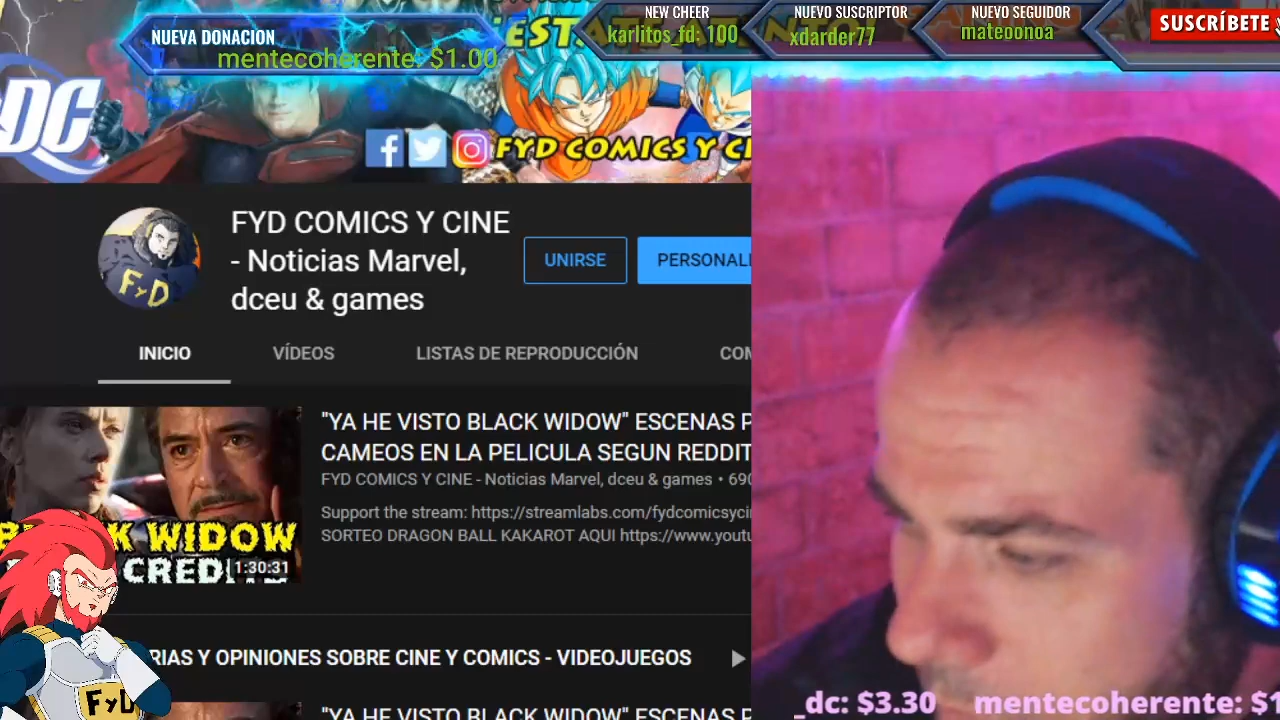 NEW CHEER
NUEVO SUSCRIPTOR
NUEVO SEGUIDOR
SUSCRÍBETE
NUEVA DONACION
karlitos_fd: 100
xdarder77
mateoonoa
mentecoherente: $1.00
DC
FYD COMICS Y CI
FYD COMICS Y CINE
- Noticias Marvel,
dceu & games
UNIRSE
PERSONALI
FYD
INICIO
VÍDEOS
LISTAS DE REPRODUCCIÓN
COM
"YA HE VISTO BLACK WIDOW" ESCENAS P
CAMEOS EN LA PELICULA SEGUN REDDIT
FYD COMICS Y CINE - Noticias Marvel, dceu & games • 690
Support the stream: https://streamlabs.com/fydcomicsycin
SORTEO DRAGON BALL KAKAROT AQUI https://www.youtu
K WIDOW
CREDI
1:30:31
RIAS Y OPINIONES SOBRE CINE Y COMICS - VIDEOJUEGOS
FyD
_dc: $3.30 mentecoherente: $1
"YA HE VISTO BLACK WIDOW" ESCENAS P